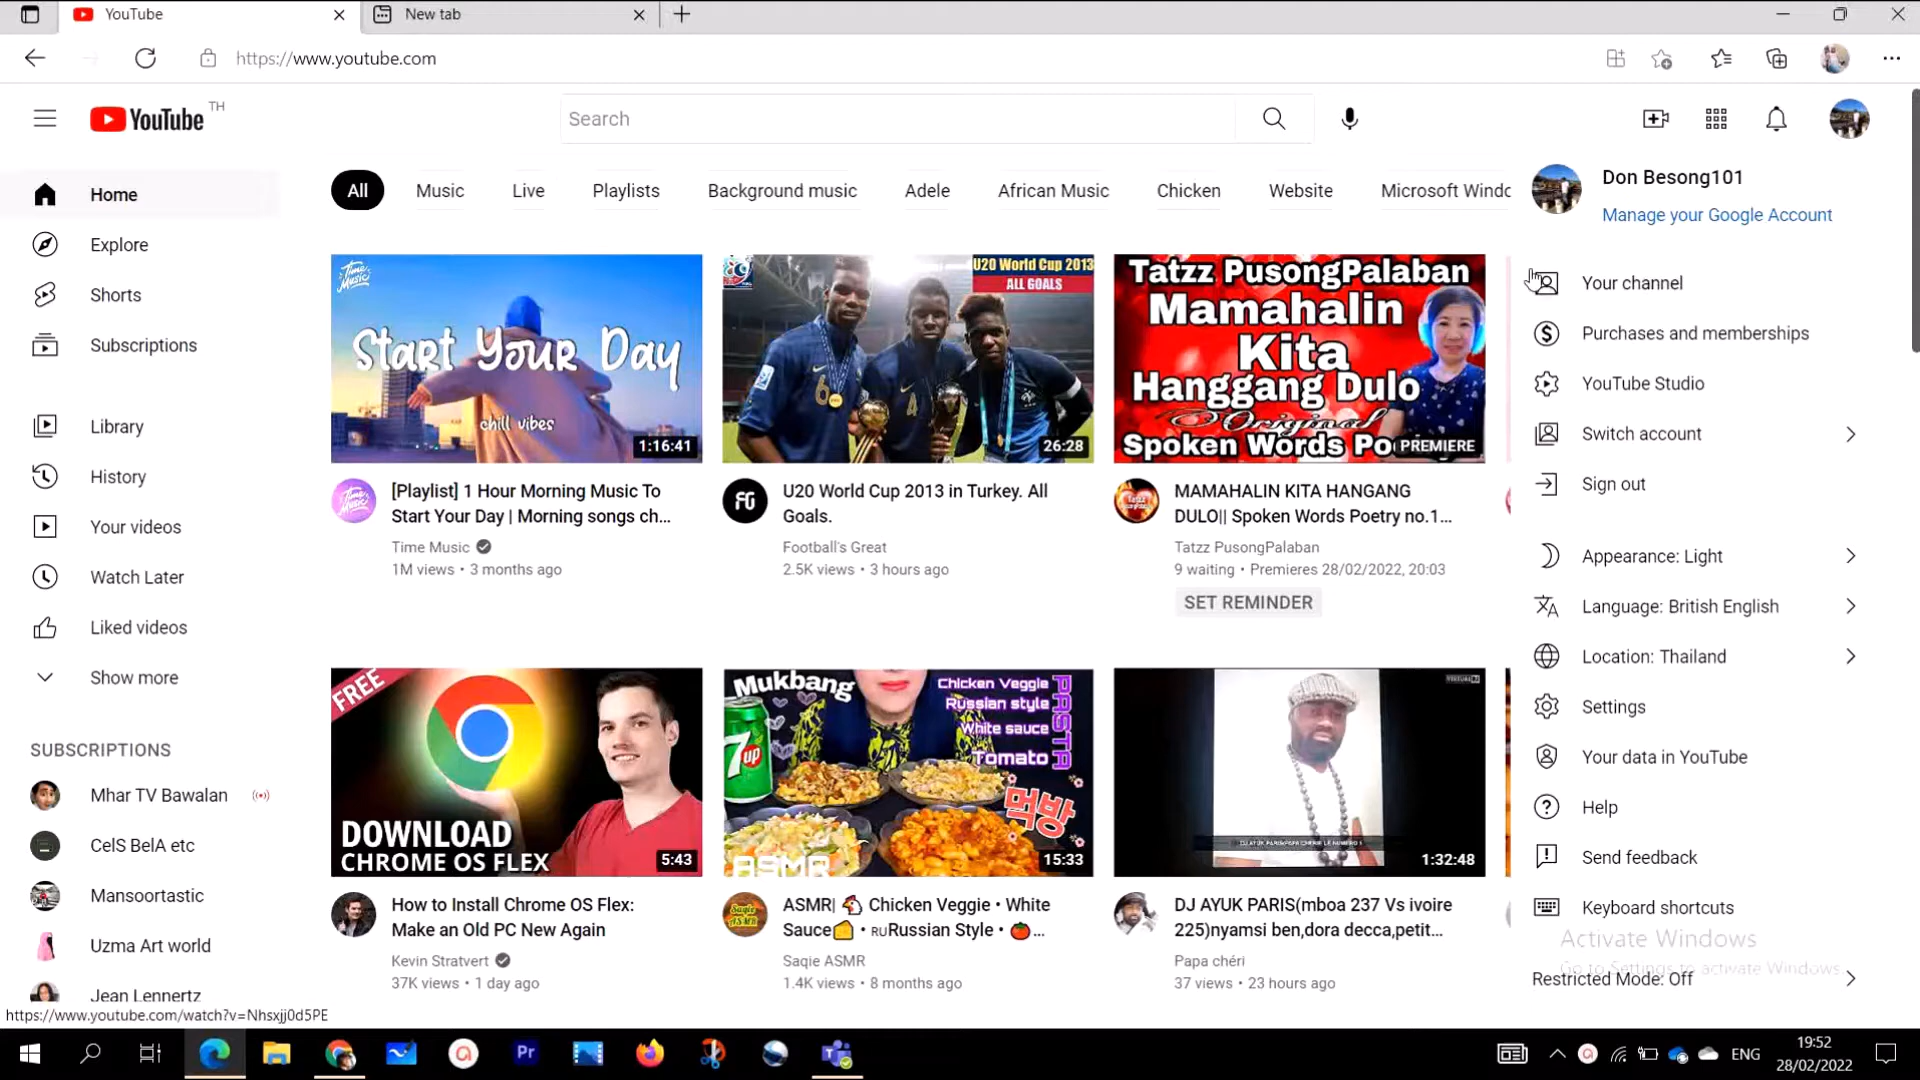 YouTube
New tab
https://www.youtube.com
YouTube TH
Search
Home
Explore
Shorts
Subscriptions
Library
History
Your videos
Watch Later
Liked videos
Show more
SUBSCRIPTIONS
Mhar TV Bawalan
CelS BelA etc
Mansoortastic
Uzma Art world
Jean Lennertz
https://www.youtube.com/watch?v=Nhsxjj0d5PE
All
Music
Live
Playlists
Background music
Adele
African Music
Chicken
Website
Microsoft Windo
Time Music
Start Your Day
chill vibes
1:16:41
[Playlist] 1 Hour Morning Music To
Start Your Day | Morning songs ch...
Time Music
1M views • 3 months ago
U20 World Cup 2013
ALL GOALS
6
4
26:28
FG
U20 World Cup 2013 in Turkey. All
Goals.
Football's Great
2.5K views • 3 hours ago
Tatzz PusongPalaban
Mamahalin
Kita
Hanggang Dulo
Original
Spoken Words Po
PREMIERE
MAMAHALIN KITA HANGANG
DULO|| Spoken Words Poetry no.1...
Tatzz PusongPalaban
9 waiting • Premieres 28/02/2022, 20:03
SET REMINDER
FREE
DOWNLOAD
CHROME OS FLEX
5:43
How to Install Chrome OS Flex:
Make an Old PC New Again
Kevin Stratvert
37K views • 1 day ago
Mukbang
Chicken Veggie
Russian style
White sauce
Tomato
PASTA
7up
먹방
ASMR
15:33
Saqie
ASMR
ASMR| 🐔 Chicken Veggie • White
Sauce🧀 • RURussian Style • 🍅...
Saqie ASMR
1.4K views • 8 months ago
1:32:48
DJ AYUK PARIS(mboa 237 Vs ivoire
225)nyamsi ben,dora decca,petit...
Papa chéri
37 views • 23 hours ago
Don Besong101
Manage your Google Account
Your channel
Purchases and memberships
YouTube Studio
Switch account
Sign out
Appearance: Light
Language: British English
Location: Thailand
Settings
Your data in YouTube
Help
Send feedback
Keyboard shortcuts
Activate Windows
Go to Settings to activate Windows.
Restricted Mode: Off
Pr
ENG
19:52
28/02/2022